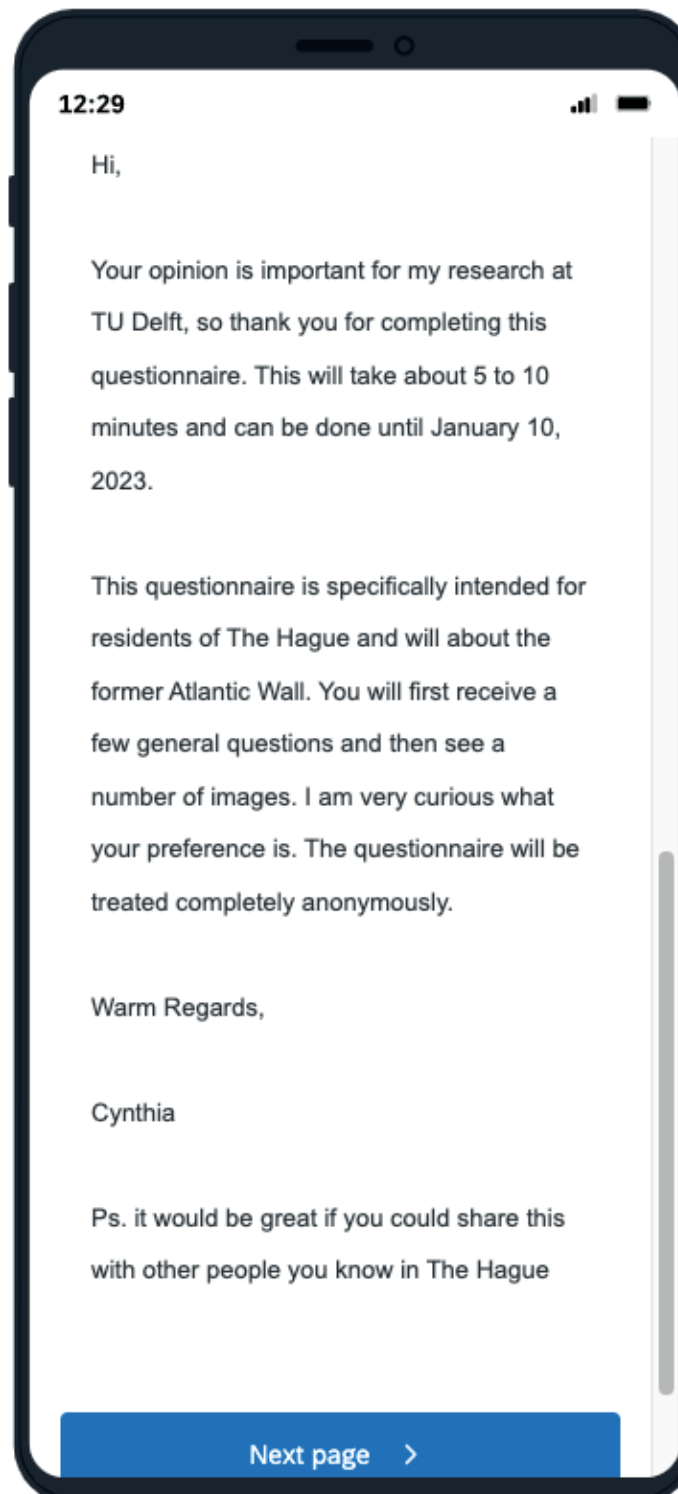 12:29
Hi,
Your opinion is important for my research at
TU Delft, so thank you for completing this
questionnaire. This will take about 5 to 10
minutes and can be done until January 10,
2023.
This questionnaire is specifically intended for
residents of The Hague and will about the
former Atlantic Wall. You will first receive a
few general questions and then see a
number of images. I am very curious what
your preference is. The questionnaire will be
treated completely anonymously.
Warm Regards,
Cynthia
Ps. it would be great if you could share this
with other people you know in The Hague
Next page